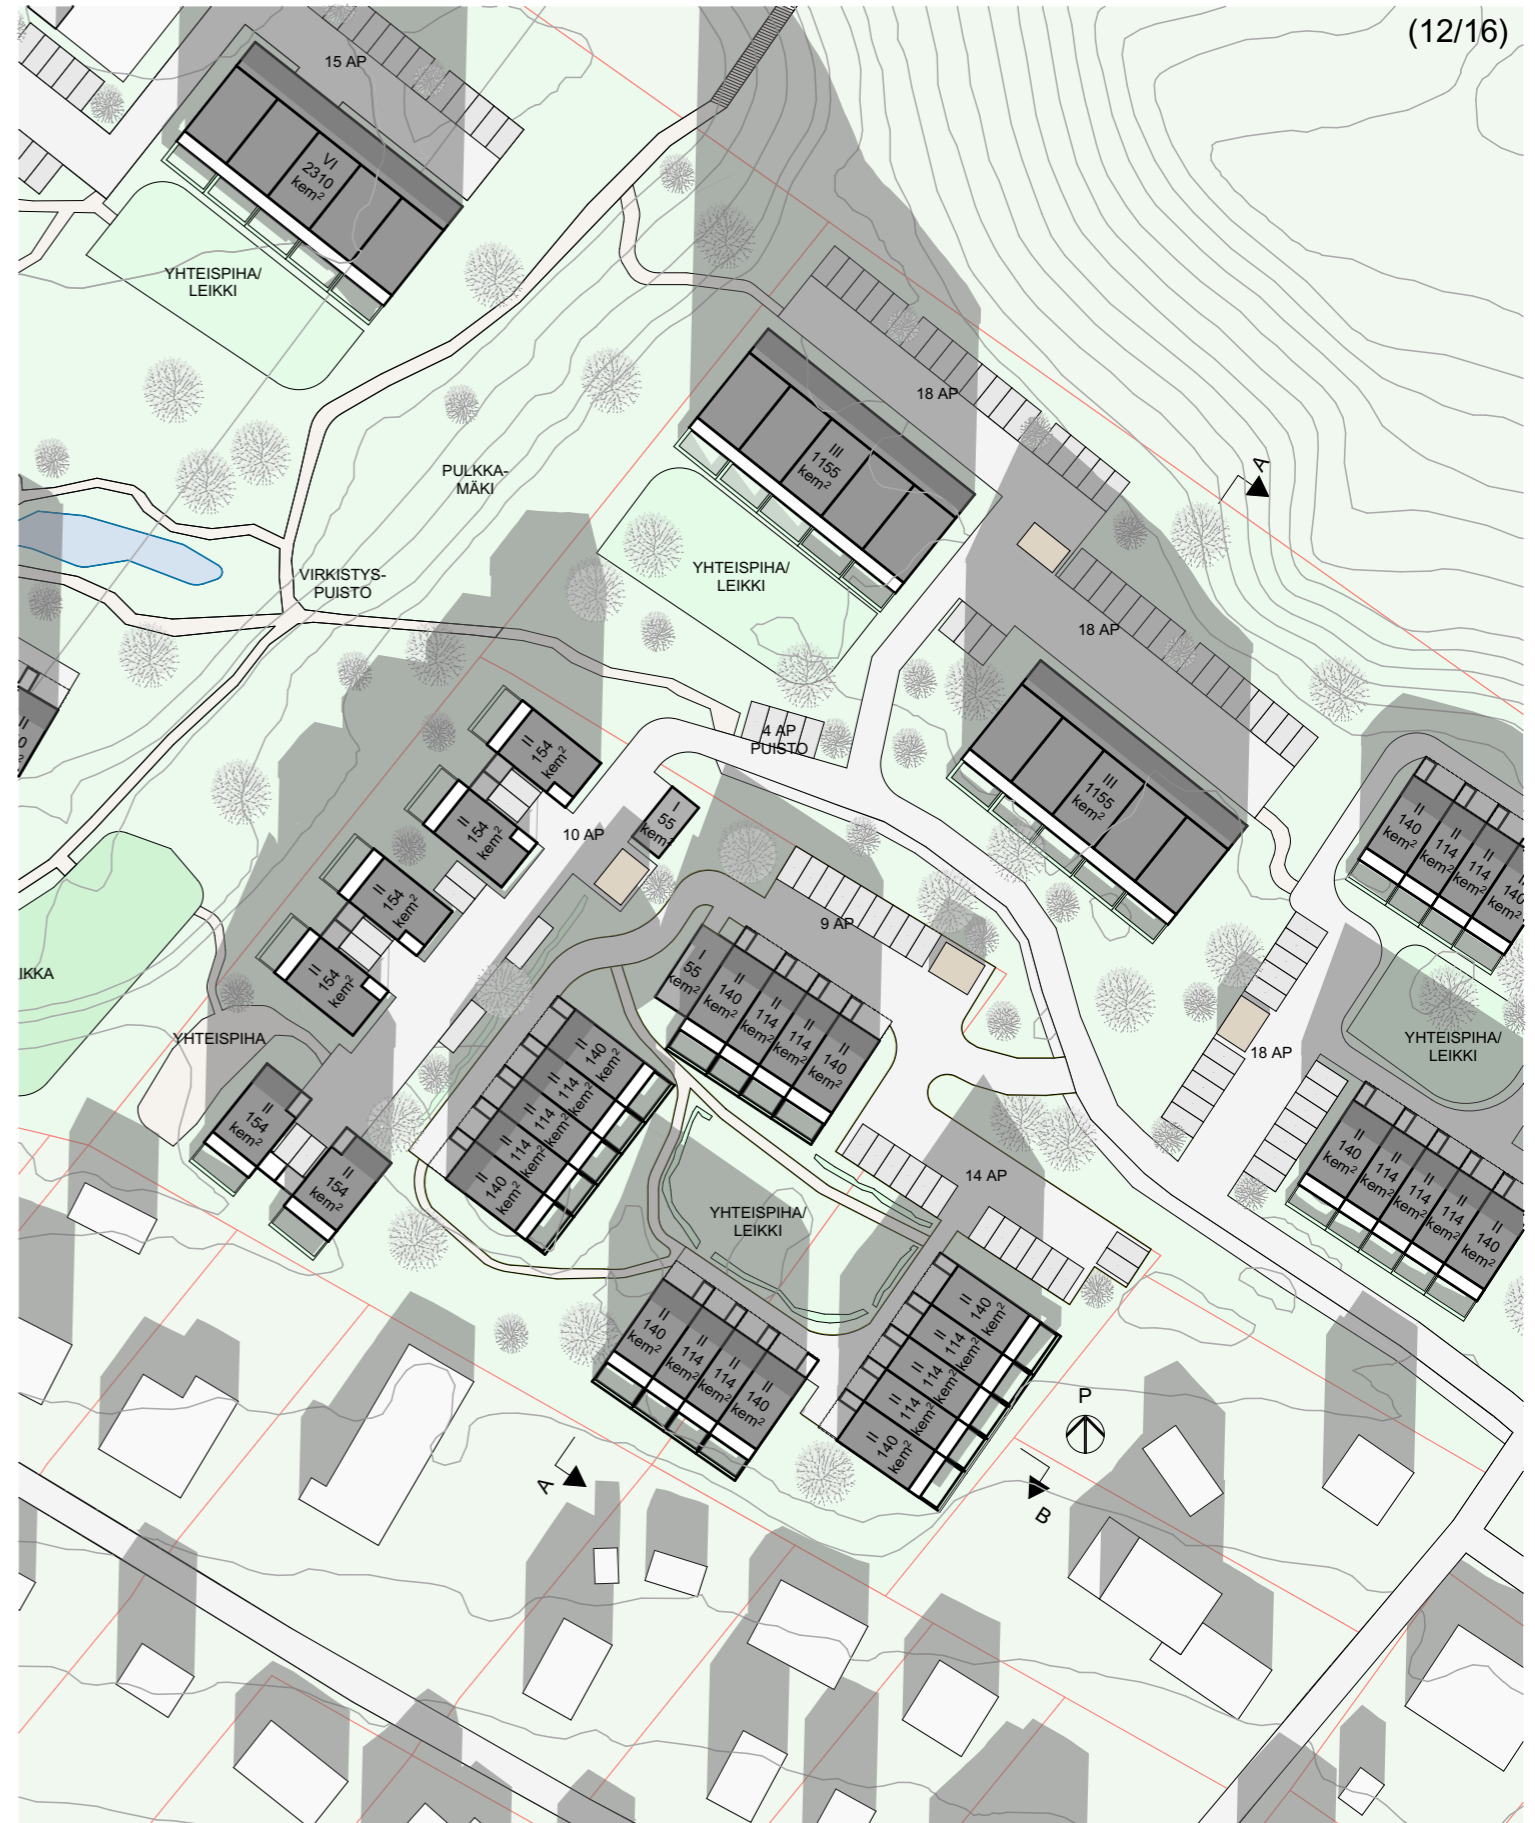 (12/16)
15 AP
VI
2310
kem²
YHTEISPIHA/
LEIKKI
18 AP
III
1155
kem²
PULKKA-
MÄKI
A
YHTEISPIHA/
LEIKKI
VIRKISTYS-
PUISTO
18 AP
II
4 AP
PUISTO
II
154
kem²
III
1155
kem²
I
55
kem²
10 AP
II
154
kem²
II
140
kem²
II
114
kem²
II
114
kem²
II
140
kem²
II
154
kem²
9 AP
II
154
kem²
IKKA
I
55
kem²
II
140
kem²
II
114
kem²
II
114
kem²
II
140
kem²
YHTEISPIHA
18 AP
YHTEISPIHA/
LEIKKI
II
140
kem²
II
114
kem²
II
114
kem²
II
140
kem²
II
154
kem²
II
154
kem²
14 AP
II
140
kem²
II
114
kem²
II
114
kem²
II
114
kem²
II
140
kem²
YHTEISPIHA/
LEIKKI
II
140
kem²
II
114
kem²
II
114
kem²
II
140
kem²
II
140
kem²
II
114
kem²
II
114
kem²
II
140
kem²
P
A
B